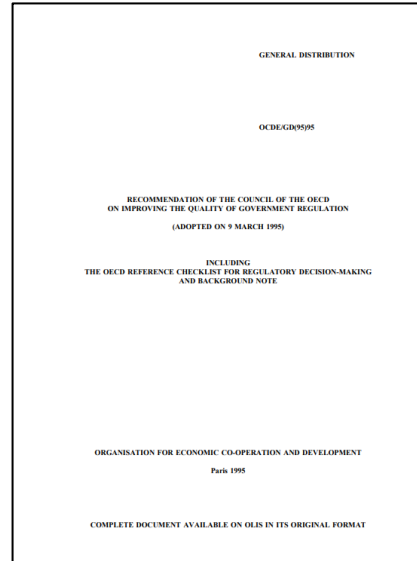 GENERAL DISTRIBUTION
OCDE/GD(95)95
RECOMMENDATION OF THE COUNCIL OF THE OECD
ON IMPROVING THE QUALITY OF GOVERNMENT REGULATION
(ADOPTED ON 9 MARCH 1995)
INCLUDING
THE OECD REFERENCE CHECKLIST FOR REGULATORY DECISION-MAKING
AND BACKGROUND NOTE
ORGANISATION FOR ECONOMIC CO-OPERATION AND DEVELOPMENT
Paris 1995
COMPLETE DOCUMENT AVAILABLE ON OLIS IN ITS ORIGINAL FORMAT